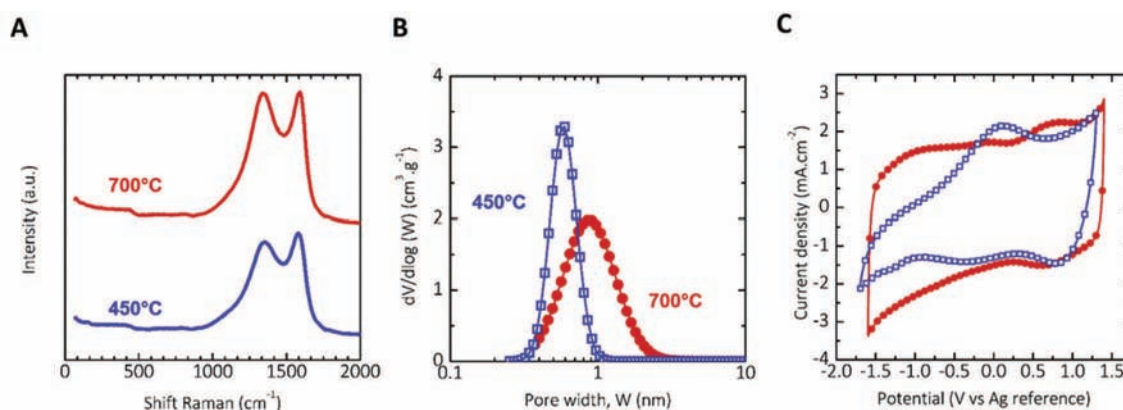 A
B
C
Intensity (a.u.)
700°C
450°C
0
500
1000
1500
2000
Shift Raman (cm⁻¹)
dV/dlog (W) (cm³.g⁻¹)
4
3
2
1
0
450°C
700°C
0.1
1
10
Pore width, W (nm)
Current density (mA.cm⁻²)
3
2
1
0
-1
-2
-3
-4
-2.0
-1.5
-1.0
-0.5
0.0
0.5
1.0
1.5
Potential (V vs Ag reference)